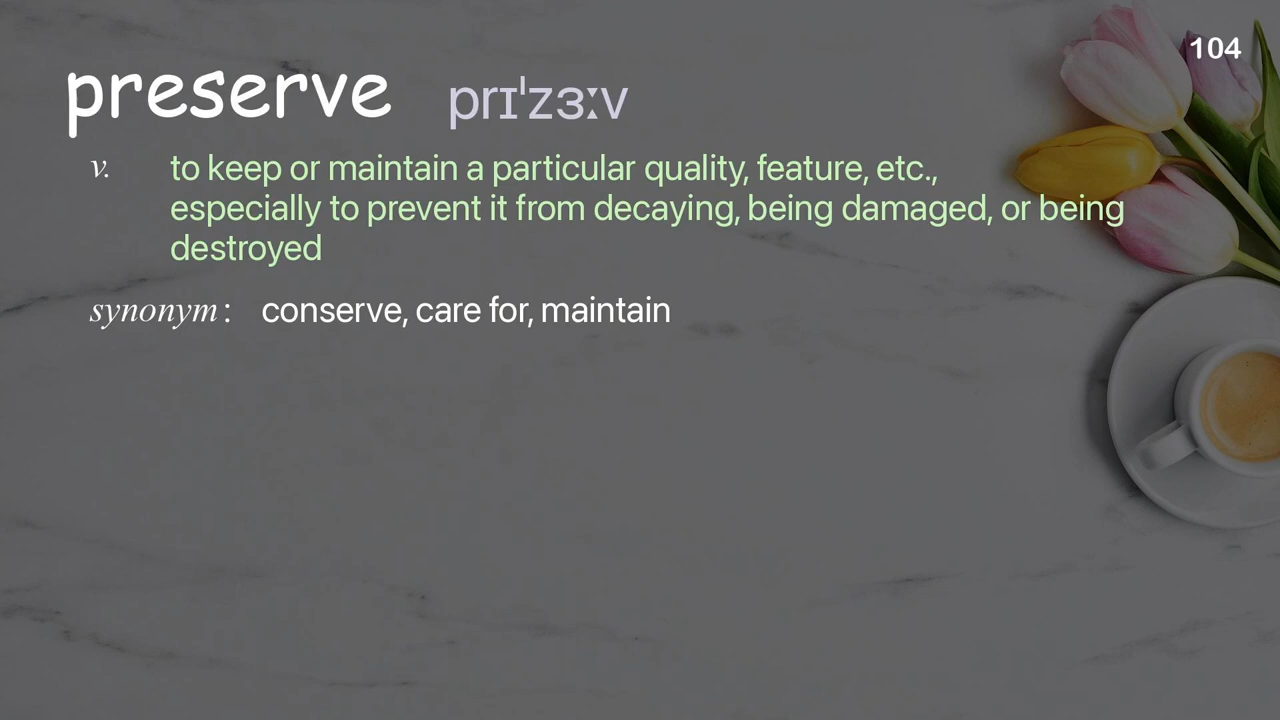 104
preserve prɪˈzɜːv
v. to keep or maintain a particular quality, feature, etc.,
especially to prevent it from decaying, being damaged, or being
destroyed
synonym: conserve, care for, maintain